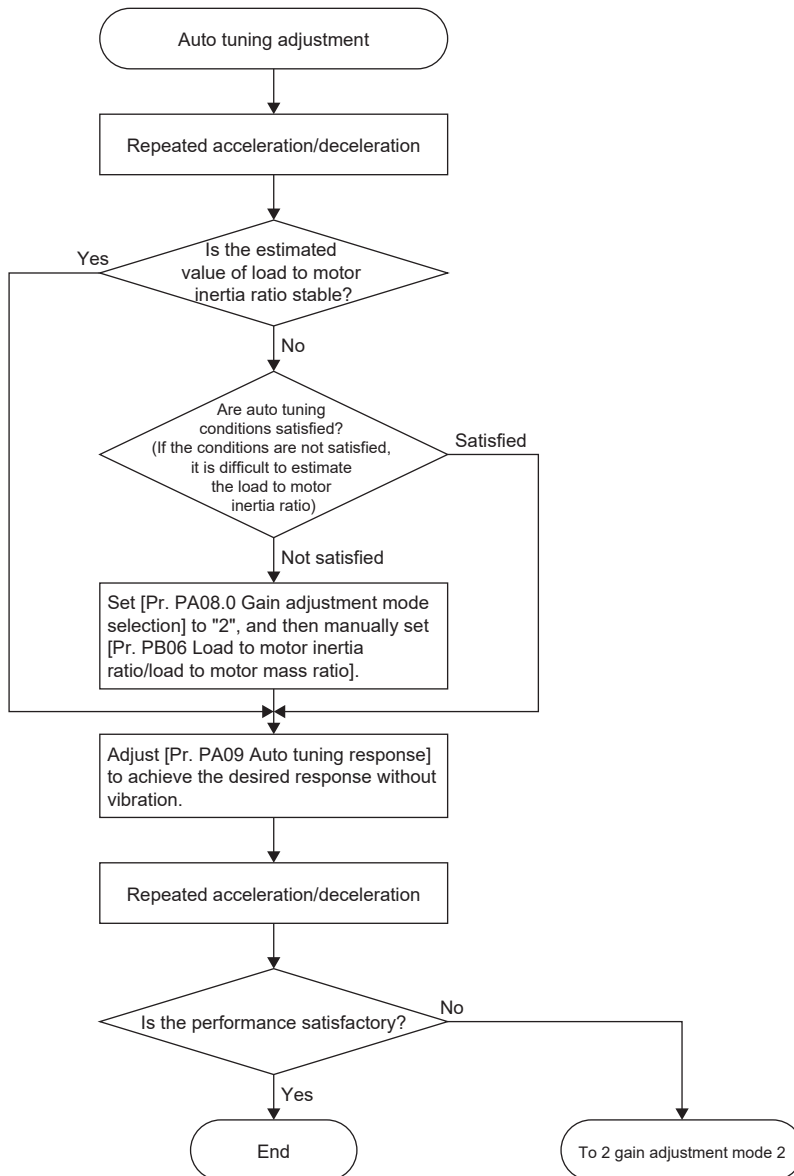 Auto tuning adjustment
Repeated acceleration/deceleration
Yes
Is the estimated
value of load to motor
inertia ratio stable?
No
Are auto tuning
conditions satisfied?
(If the conditions are not satisfied,
it is difficult to estimate
the load to motor
inertia ratio)
Satisfied
Not satisfied
Set [Pr. PA08.0 Gain adjustment mode
selection] to "2", and then manually set
[Pr. PB06 Load to motor inertia
ratio/load to motor mass ratio].
Adjust [Pr. PA09 Auto tuning response]
to achieve the desired response without
vibration.
Repeated acceleration/deceleration
Is the performance satisfactory?
No
Yes
End
To 2 gain adjustment mode 2